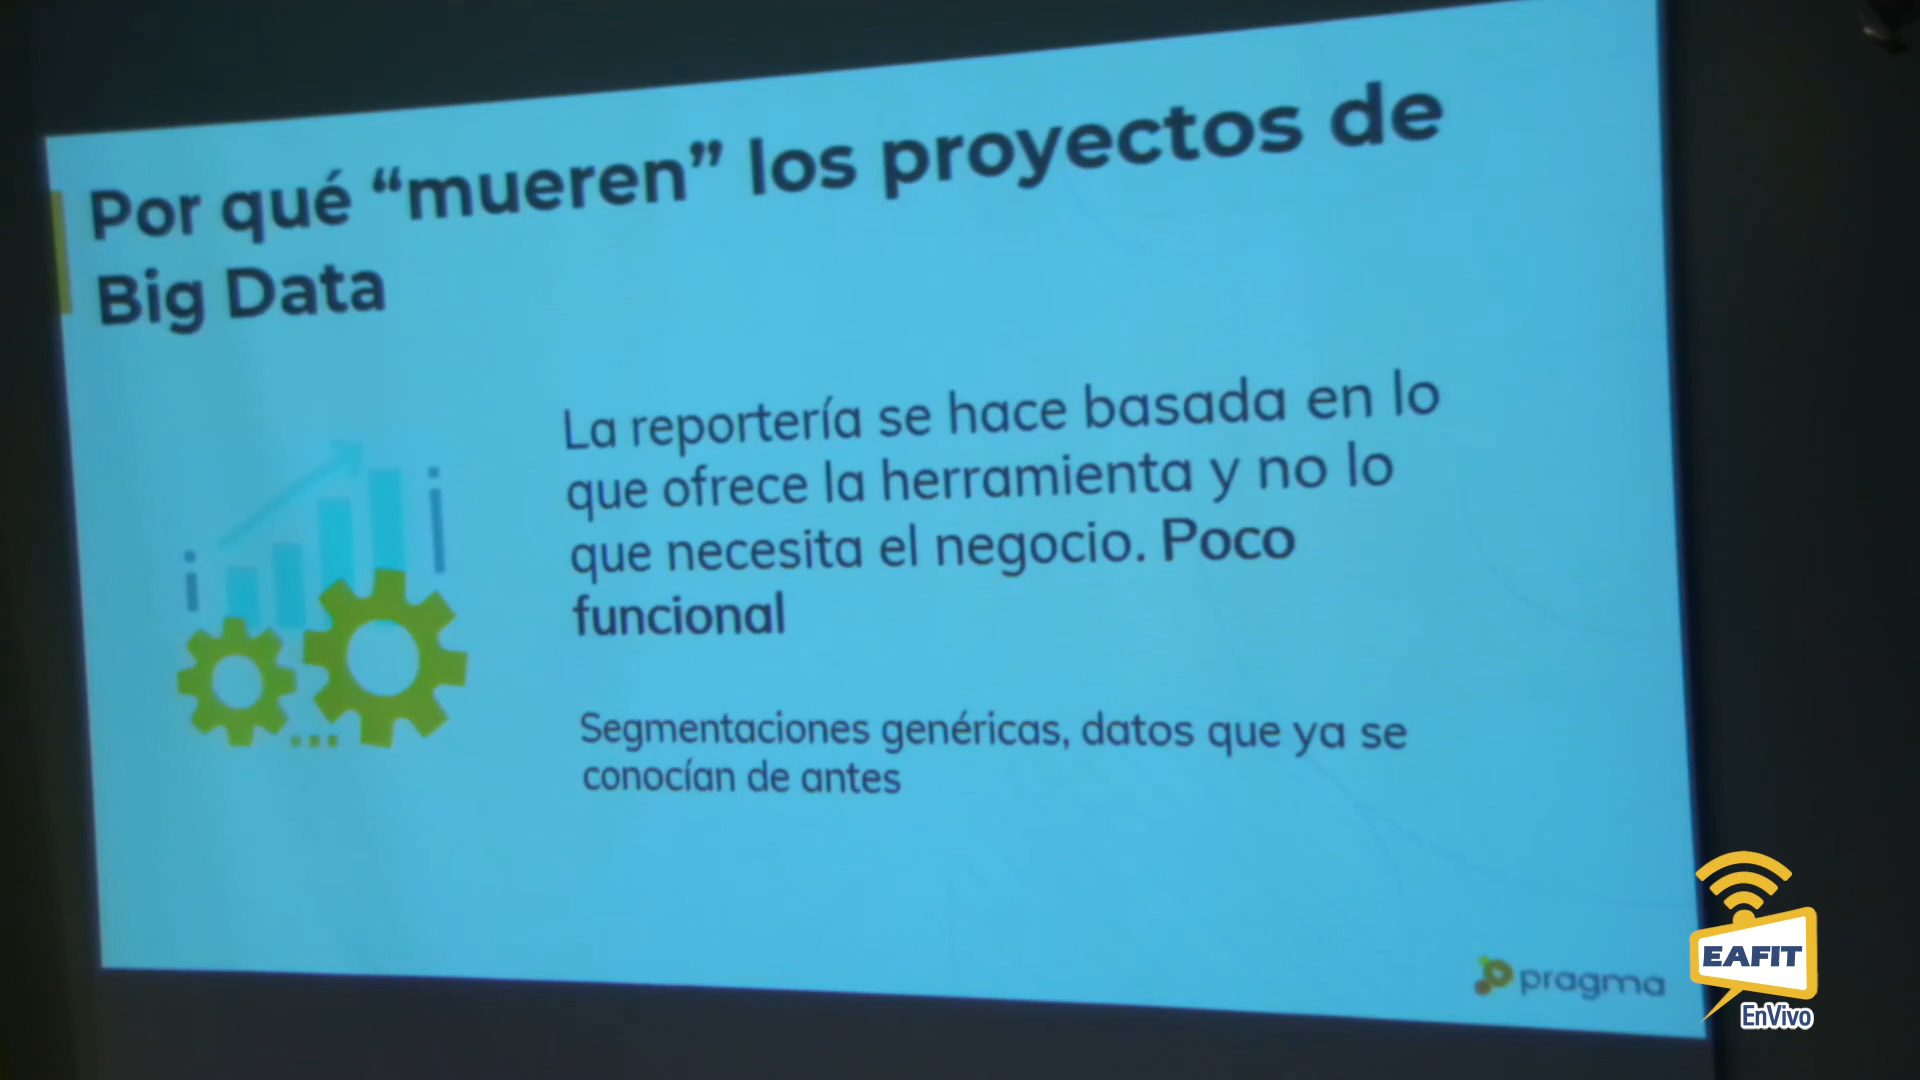 Por qué “mueren” los proyectos de
Big Data
La reportería se hace basada en lo
que ofrece la herramienta y no lo
que necesita el negocio. Poco
funcional
Segmentaciones genéricas, datos que ya se
conocían de antes
pragma
EAFIT
EnVivo